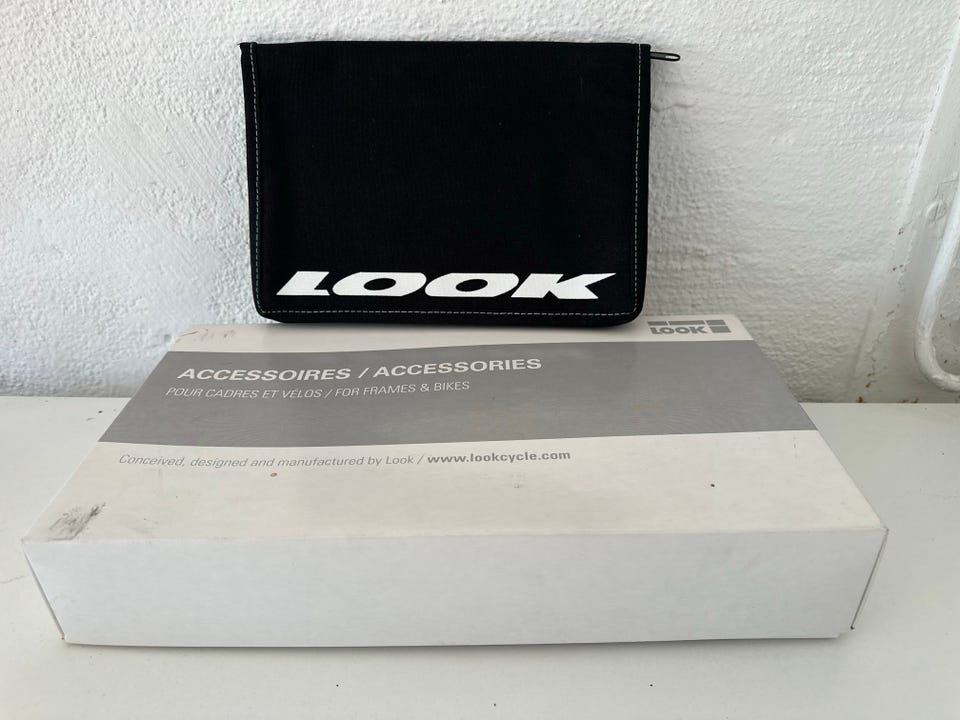 LOOK
LOOK
ACCESSOIRES / ACCESSORIES
POUR CADRES ET VÉLOS / FOR FRAMES & BIKES
Conceived, designed and manufactured by Look / www.lookcycle.com